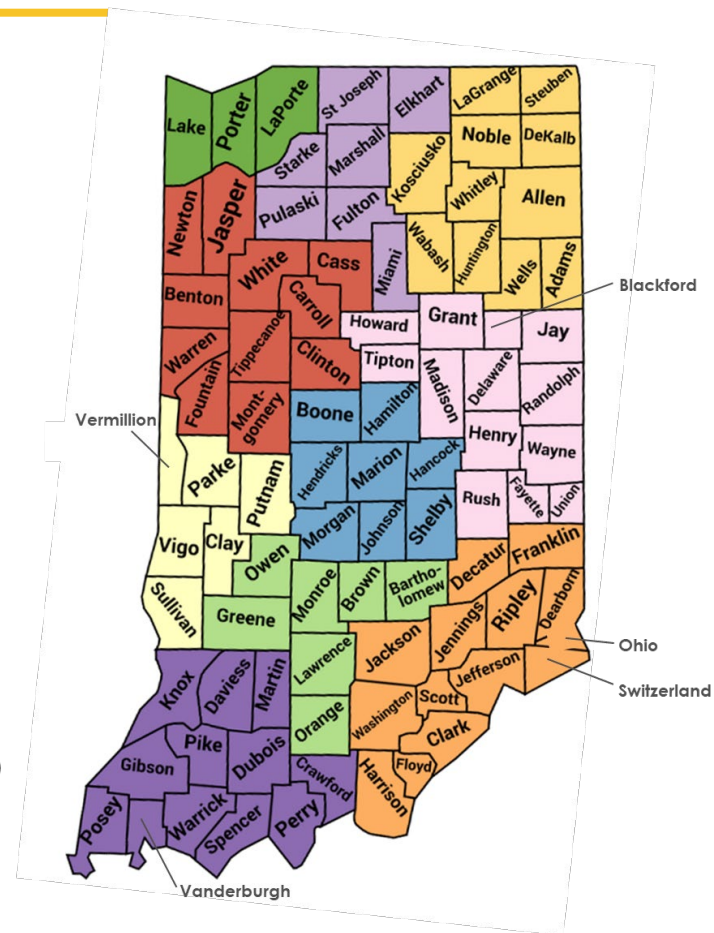 Lake
Porter
LaPorte
St Joseph
Elkhart
LaGrange
Steuben
Noble
DeKalb
Starke
Marshall
Kosciusko
Whitley
Allen
Pulaski
Fulton
Newton
Jasper
Miami
Wabash
Huntington
Wells
Adams
White
Cass
Blackford
Benton
Carroll
Howard
Grant
Jay
Warren
Tippecanoe
Clinton
Tipton
Madison
Delaware
Randolph
Fountain
Mont-
gomery
Boone
Hamilton
Vermillion
Parke
Putnam
Hendricks
Marion
Hancock
Henry
Wayne
Rush
Fayette
Union
Vigo
Clay
Owen
Morgan
Johnson
Shelby
Decatur
Franklin
Sullivan
Greene
Monroe
Brown
Bartho-
lomew
Jennings
Ripley
Dearborn
Lawrence
Jackson
Ohio
Jefferson
Switzerland
Knox
Daviess
Martin
Orange
Washington
Scott
Clark
Pike
Dubois
Gibson
Crawford
Harrison
Floyd
Posey
Warrick
Spencer
Perry
Vanderburgh